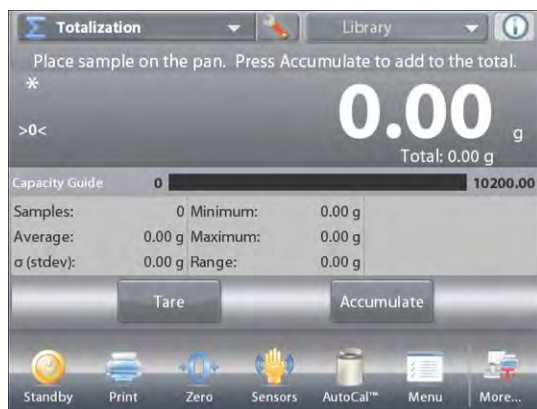 Σ Totalization Library i
Place sample on the pan. Press Accumulate to add to the total.
*
0.00 g
>0<
Total: 0.00 g
Capacity Guide 0 10200.00
Samples: 0 Minimum: 0.00 g
Average: 0.00 g Maximum: 0.00 g
σ (stdev): 0.00 g Range: 0.00 g
Tare Accumulate
0
Standby Print Zero Sensors AutoCal™ Menu More...